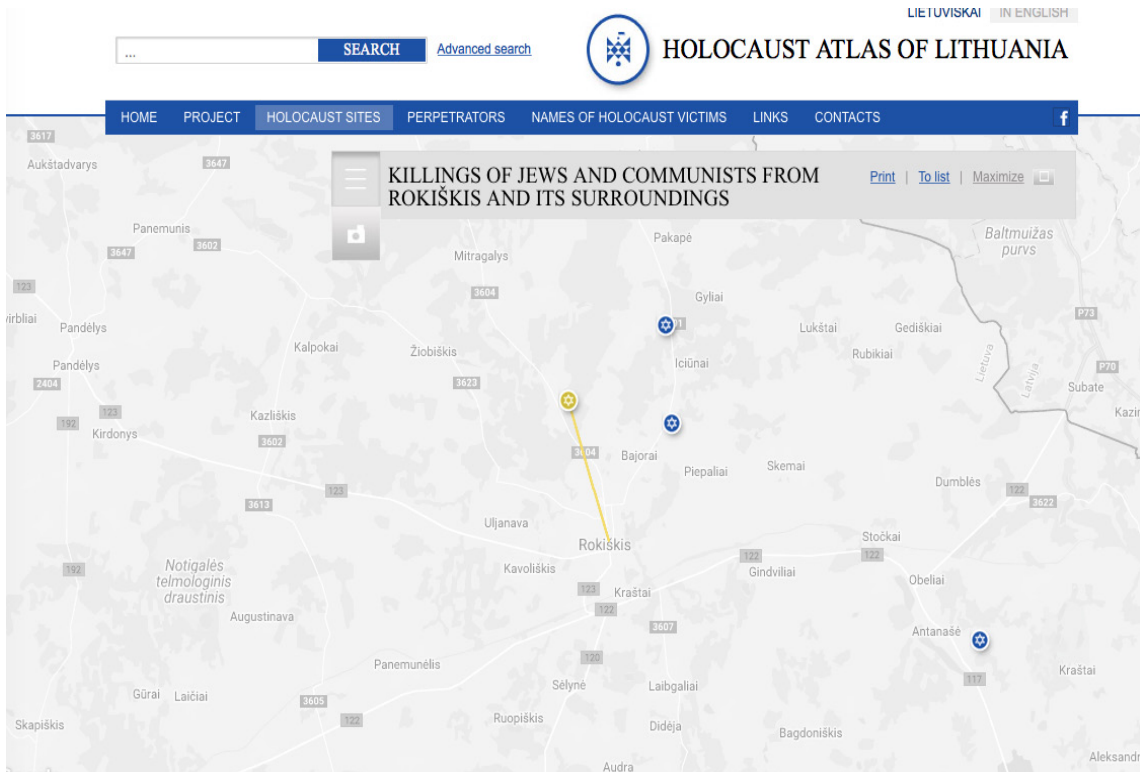 LIETUVIŠKAI IN ENGLISH
... SEARCH Advanced search
HOLOCAUST ATLAS OF LITHUANIA
HOME PROJECT HOLOCAUST SITES PERPETRATORS NAMES OF HOLOCAUST VICTIMS LINKS CONTACTS f
3617
Aukštadvarys
3647
KILLINGS OF JEWS AND COMMUNISTS FROM
ROKIŠKIS AND ITS SURROUNDINGS
Print | To list | Maximize
Panemunis
3602
3647
Pakapė
Baltmuižas
purvs
Mitragalys
123
3604
Gyliai
P73
virbliai
Pandėlys
Lukštai
Gediškiai
Kalpokai
Žiobiškis
Rubikiai
Iciūnai
Lietuva
Latvija
Pandėlys
2404
3623
P70
Subate
123
192
Kirdonys
Kazliškis
3602
Kazir
Bajorai
Piepaliai
Skemai
123
3613
Dumblės
122
3622
Uljanava
Rokiškis
Stočkai
122
122
192
Notigalės
telmologinis
draustinis
Kavoliškis
Gindviliai
Obeliai
123
Kraštai
122
Augustinava
3607
Antanašė
Panemunėlis
120
Kraštai
117
Gūrai
Laičiai
3605
Sėlynė
Laibgaliai
Skapiškis
122
Ruopiškis
Didėja
Bagdoniškis
Audra
Aleksandr